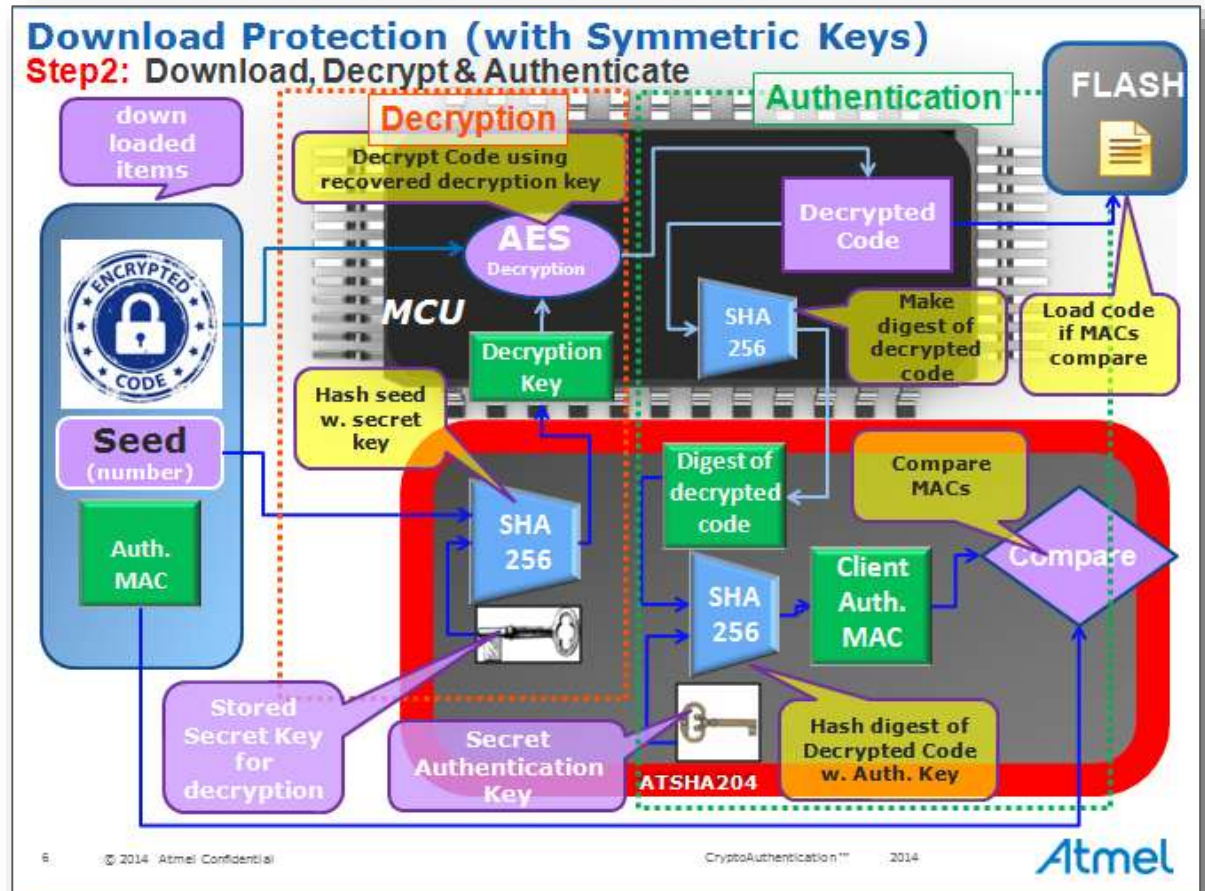 Download Protection (with Symmetric Keys)
Step2: Download, Decrypt & Authenticate
down
loaded
items
Decryption
Authentication
FLASH
Decrypt Code using
recovered decryption key
AES
Decryption
Decrypted
Code
ENCRYPTED
CODE
MCU
SHA
256
Make
digest of
decrypted
code
Load code
if MACs
compare
Decryption
Key
Hash seed
w. secret
key
Seed
(number)
Auth.
MAC
SHA
256
Digest of
decrypted
code
Compare
MACs
Compare
SHA
256
Client
Auth.
MAC
Stored
Secret Key
for
decryption
Secret
Authentication
Key
Hash digest of
Decrypted Code
w. Auth. Key
ATSHA204
6
© 2014 Atmel Confidential
CryptoAuthentication™
2014
Atmel